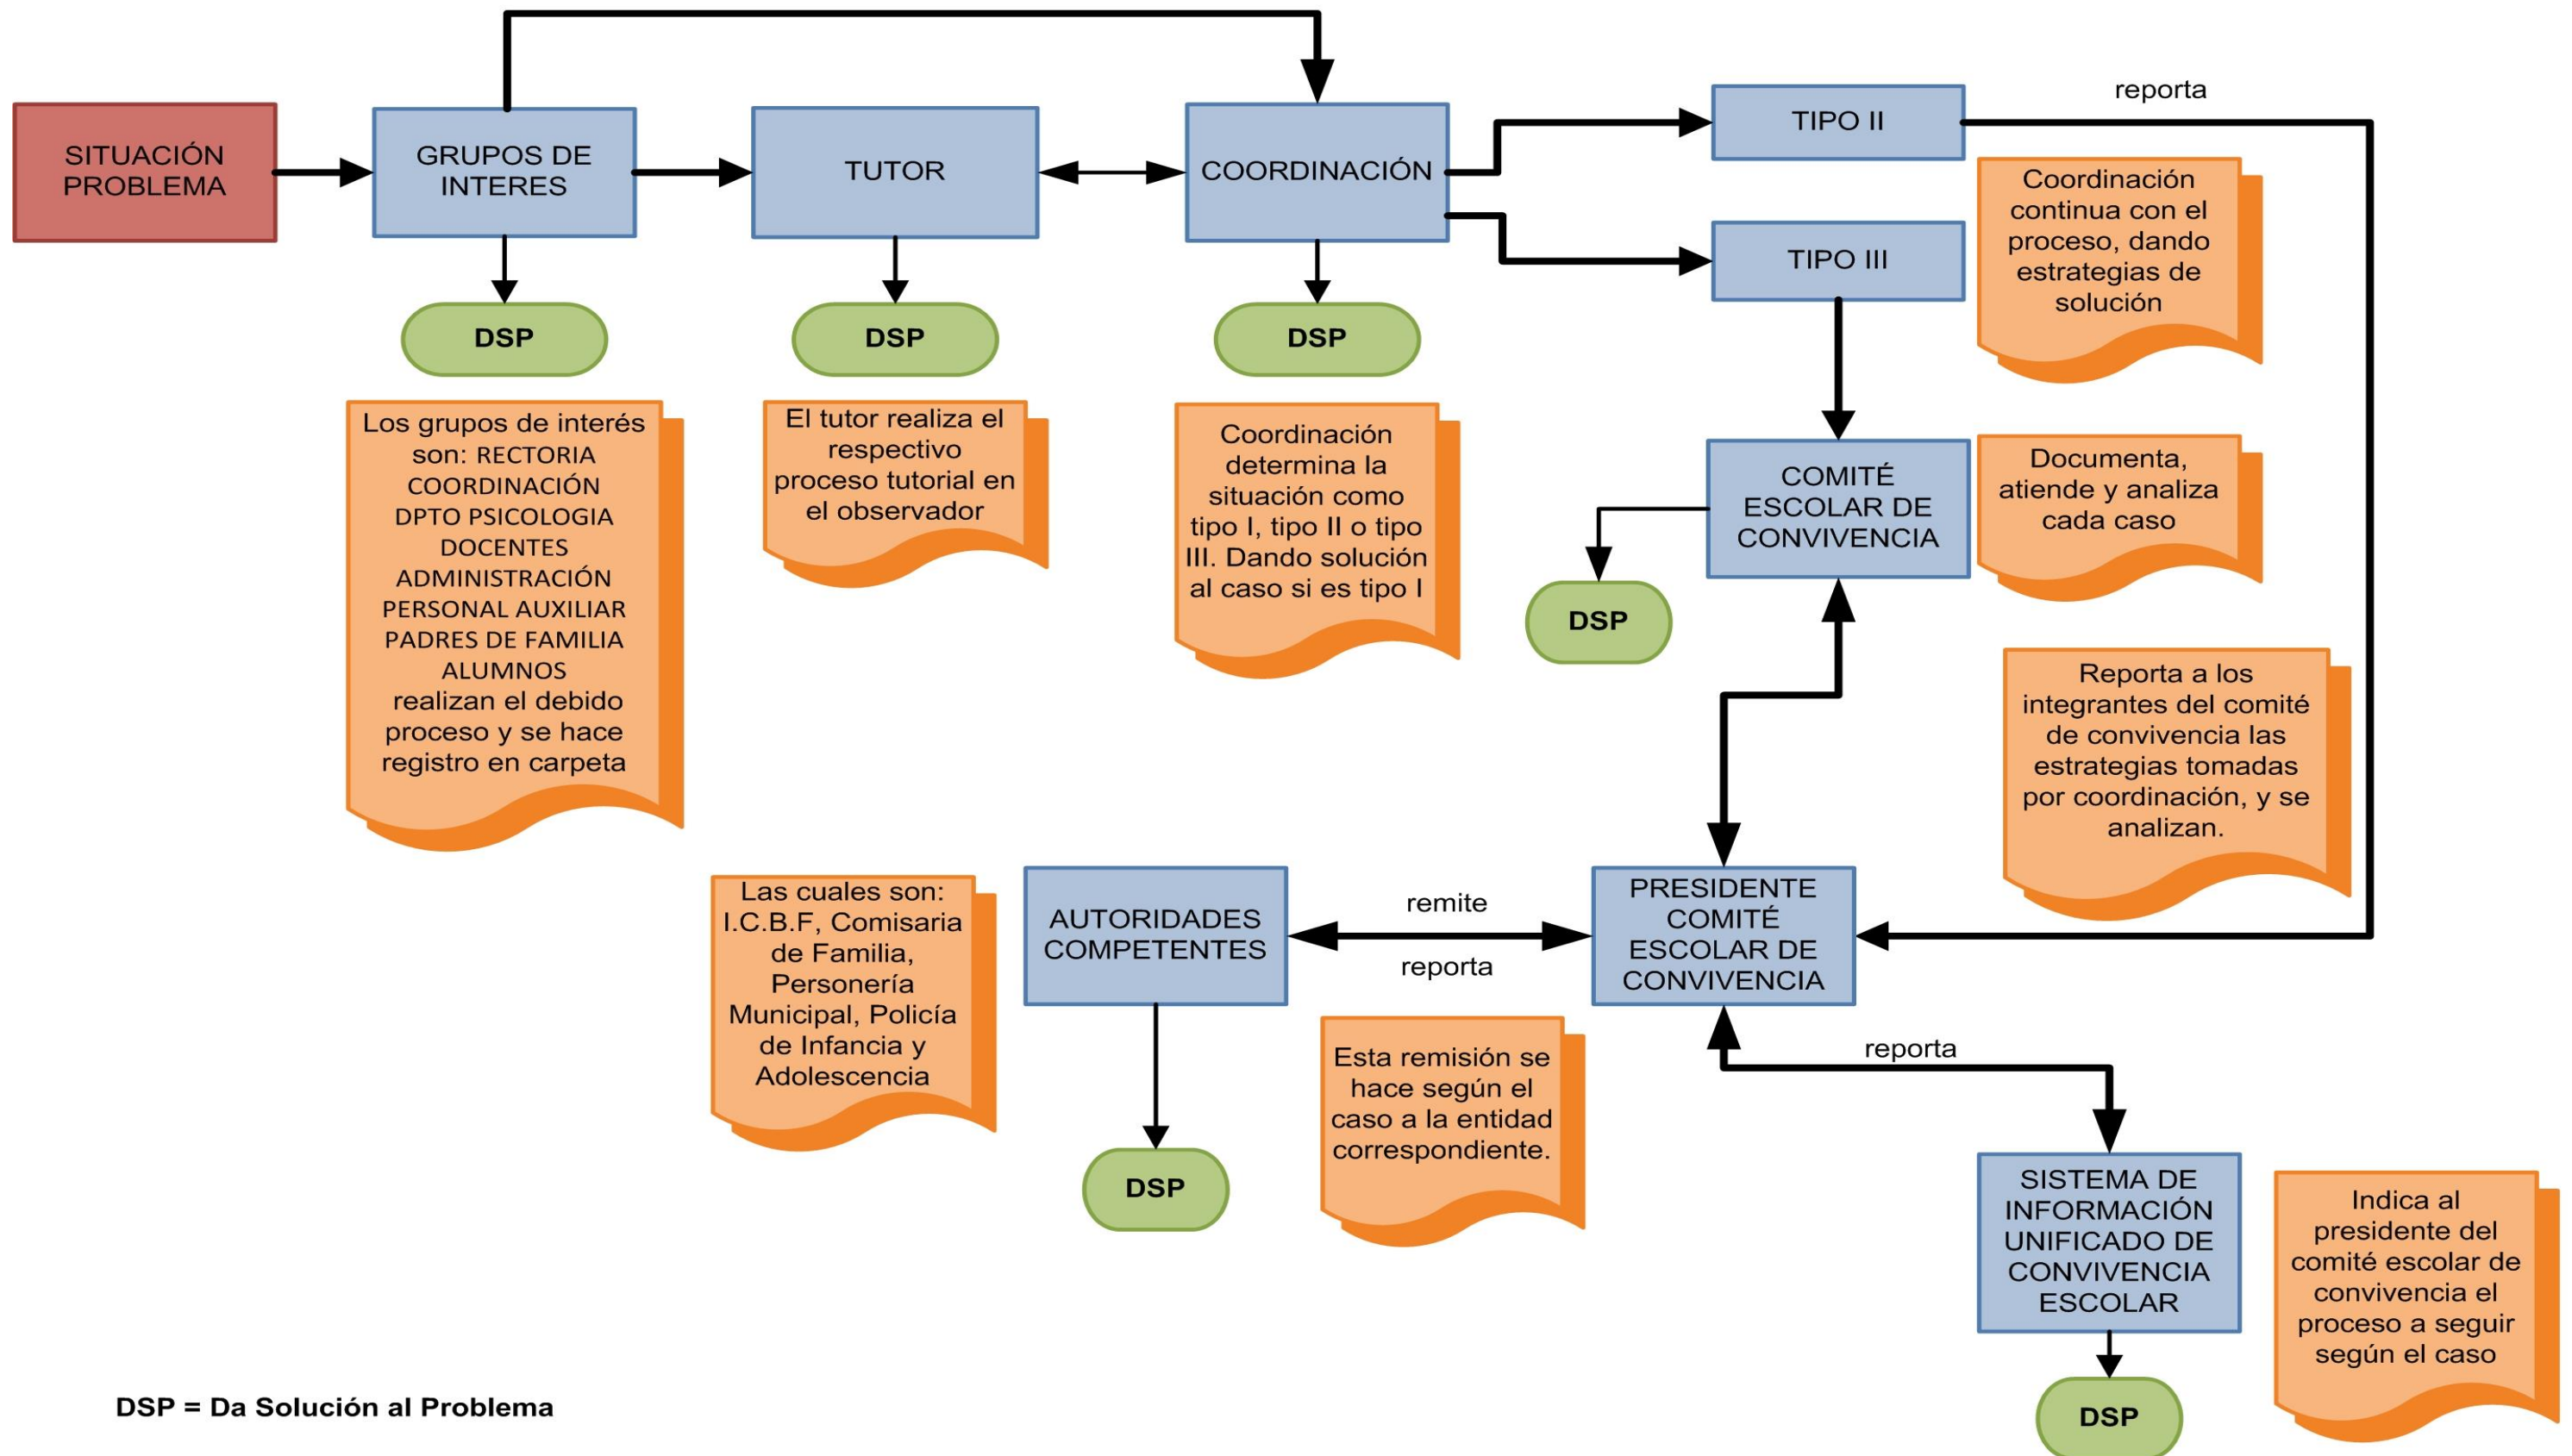 SITUACIÓN
PROBLEMA
GRUPOS DE
INTERES
TUTOR
COORDINACIÓN
TIPO II
reporta
TIPO III
Coordinación
continua con el
proceso, dando
estrategias de
solución
DSP
DSP
DSP
Los grupos de interés
son: RECTORIA
COORDINACIÓN
DPTO PSICOLOGIA
DOCENTES
ADMINISTRACIÓN
PERSONAL AUXILIAR
PADRES DE FAMILIA
ALUMNOS
realizan el debido
proceso y se hace
registro en carpeta
El tutor realiza el
respectivo
proceso tutorial en
el observador
Coordinación
determina la
situación como
tipo I, tipo II o tipo
III. Dando solución
al caso si es tipo I
COMITÉ
ESCOLAR DE
CONVIVENCIA
Documenta,
atiende y analiza
cada caso
DSP
Reporta a los
integrantes del comité
de convivencia las
estrategias tomadas
por coordinación, y se
analizan.
Las cuales son:
I.C.B.F, Comisaria
de Familia,
Personería
Municipal, Policía
de Infancia y
Adolescencia
AUTORIDADES
COMPETENTES
remite
reporta
PRESIDENTE
COMITÉ
ESCOLAR DE
CONVIVENCIA
Esta remisión se
hace según el
caso a la entidad
correspondiente.
reporta
DSP
SISTEMA DE
INFORMACIÓN
UNIFICADO DE
CONVIVENCIA
ESCOLAR
Indica al
presidente del
comité escolar de
convivencia el
proceso a seguir
según el caso
DSP
DSP = Da Solución al Problema